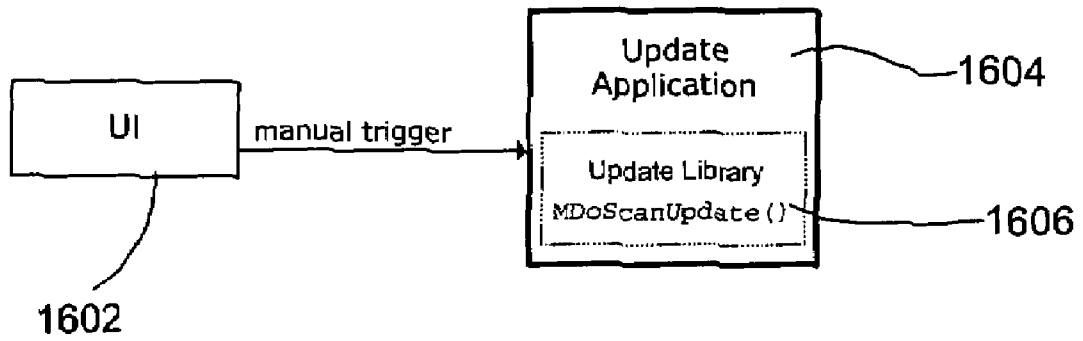 Update
Application
1604
UI
manual trigger
Update Library
MDoScanUpdate()
1606
1602